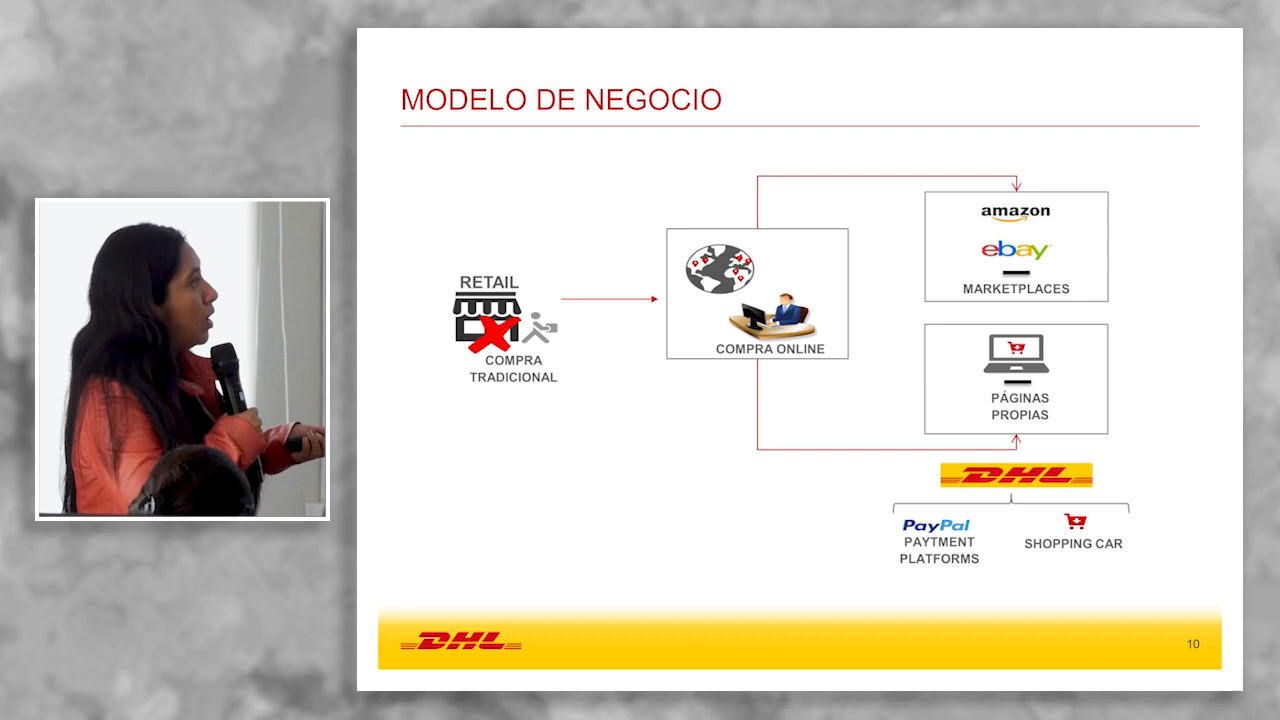 MODELO DE NEGOCIO
RETAIL
COMPRA
TRADICIONAL
COMPRA ONLINE
amazon
ebay
MARKETPLACES
PÁGINAS
PROPIAS
DHL
PayPal
PAYTMENT
PLATFORMS
SHOPPING CAR
DHL
10